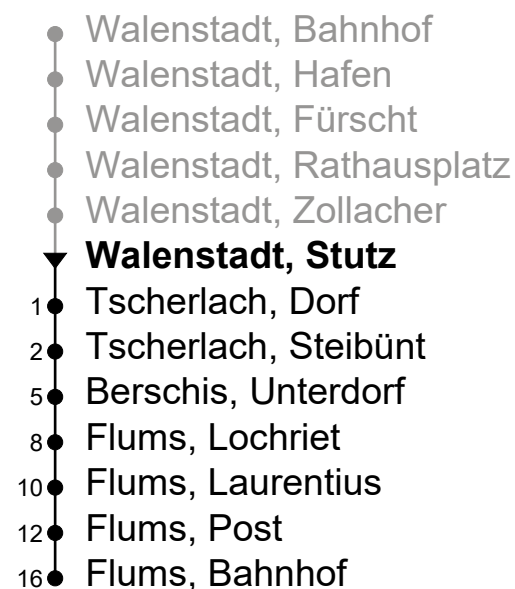 Walenstadt, Bahnhof
Walenstadt, Hafen
Walenstadt, Fürscht
Walenstadt, Rathausplatz
Walenstadt, Zollacher
Walenstadt, Stutz
1 Tscherlach, Dorf
2 Tscherlach, Steibünt
5 Berschis, Unterdorf
8 Flums, Lochriet
10 Flums, Laurentius
12 Flums, Post
16 Flums, Bahnhof